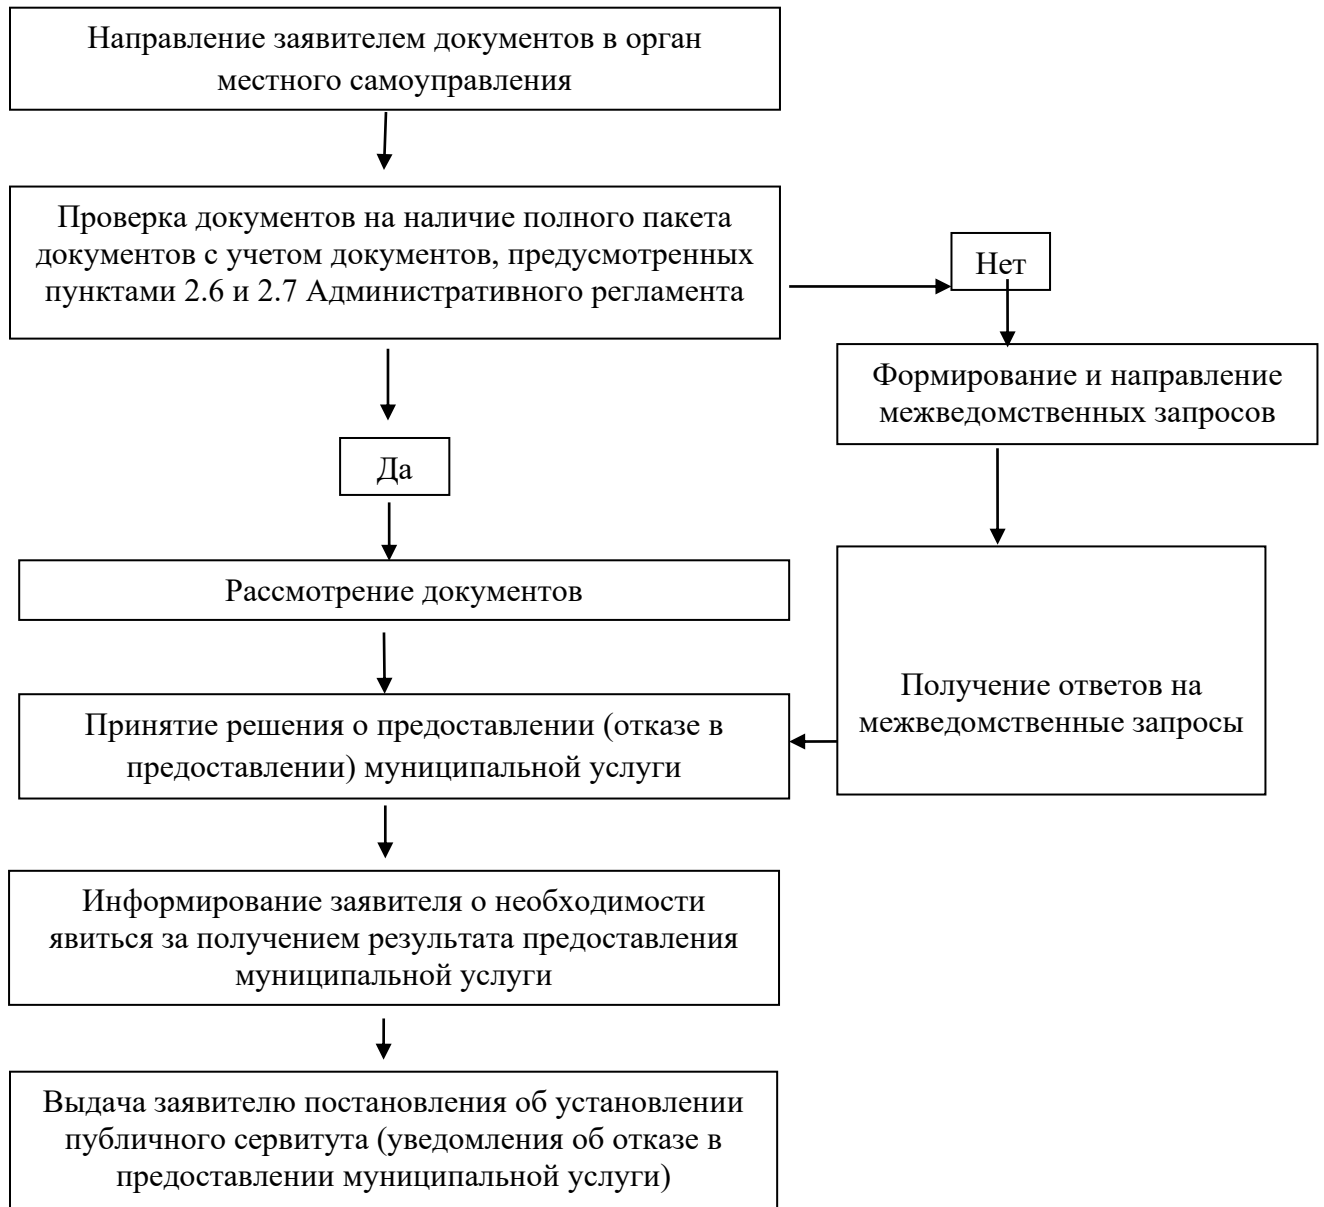 Направление заявителем документов в орган
местного самоуправления
Проверка документов на наличие полного пакета
документов с учетом документов, предусмотренных
пунктами 2.6 и 2.7 Административного регламента
Нет
Формирование и направление
межведомственных запросов
Да
Рассмотрение документов
Получение ответов на
межведомственные запросы
Принятие решения о предоставлении (отказе в
предоставлении) муниципальной услуги
Информирование заявителя о необходимости
явиться за получением результата предоставления
муниципальной услуги
Выдача заявителю постановления об установлении
публичного сервитута (уведомления об отказе в
предоставлении муниципальной услуги)